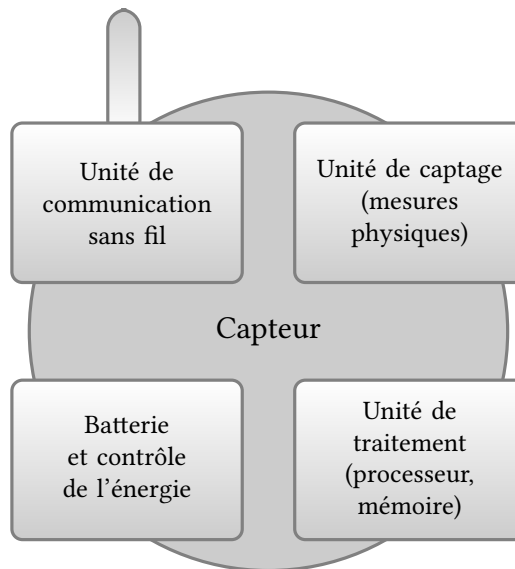 Unité de
communication
sans fil
Unité de captage
(mesures
physiques)
Capteur
Batterie
et contrôle
de l'énergie
Unité de
traitement
(processeur,
mémoire)